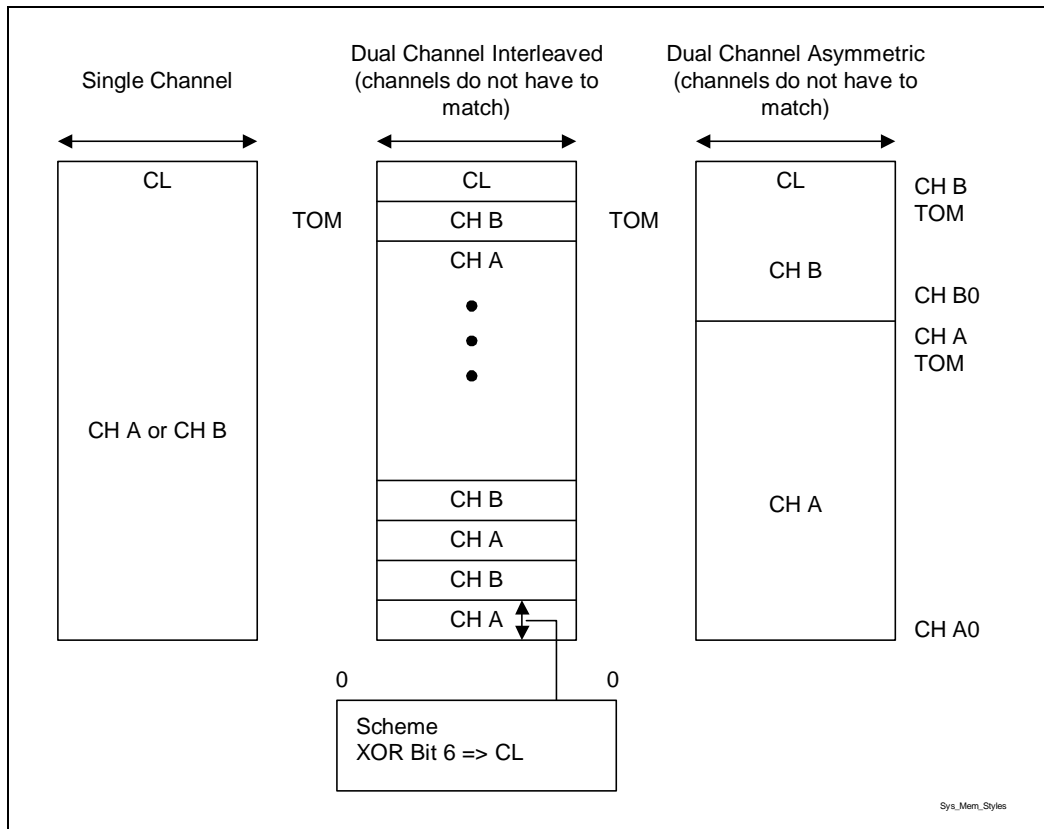 Single Channel
Dual Channel Interleaved
(channels do not have to
match)
Dual Channel Asymmetric
(channels do not have to
match)
CL
CH A or CH B
TOM
CL
CH B
CH A
CH B
CH A
CH B
CH A
TOM
CL
CH B
CH A
CH B
TOM
CH B0
CH A
TOM
CH A0
0
0
Scheme
XOR Bit 6 => CL
Sys_Mem_Styles